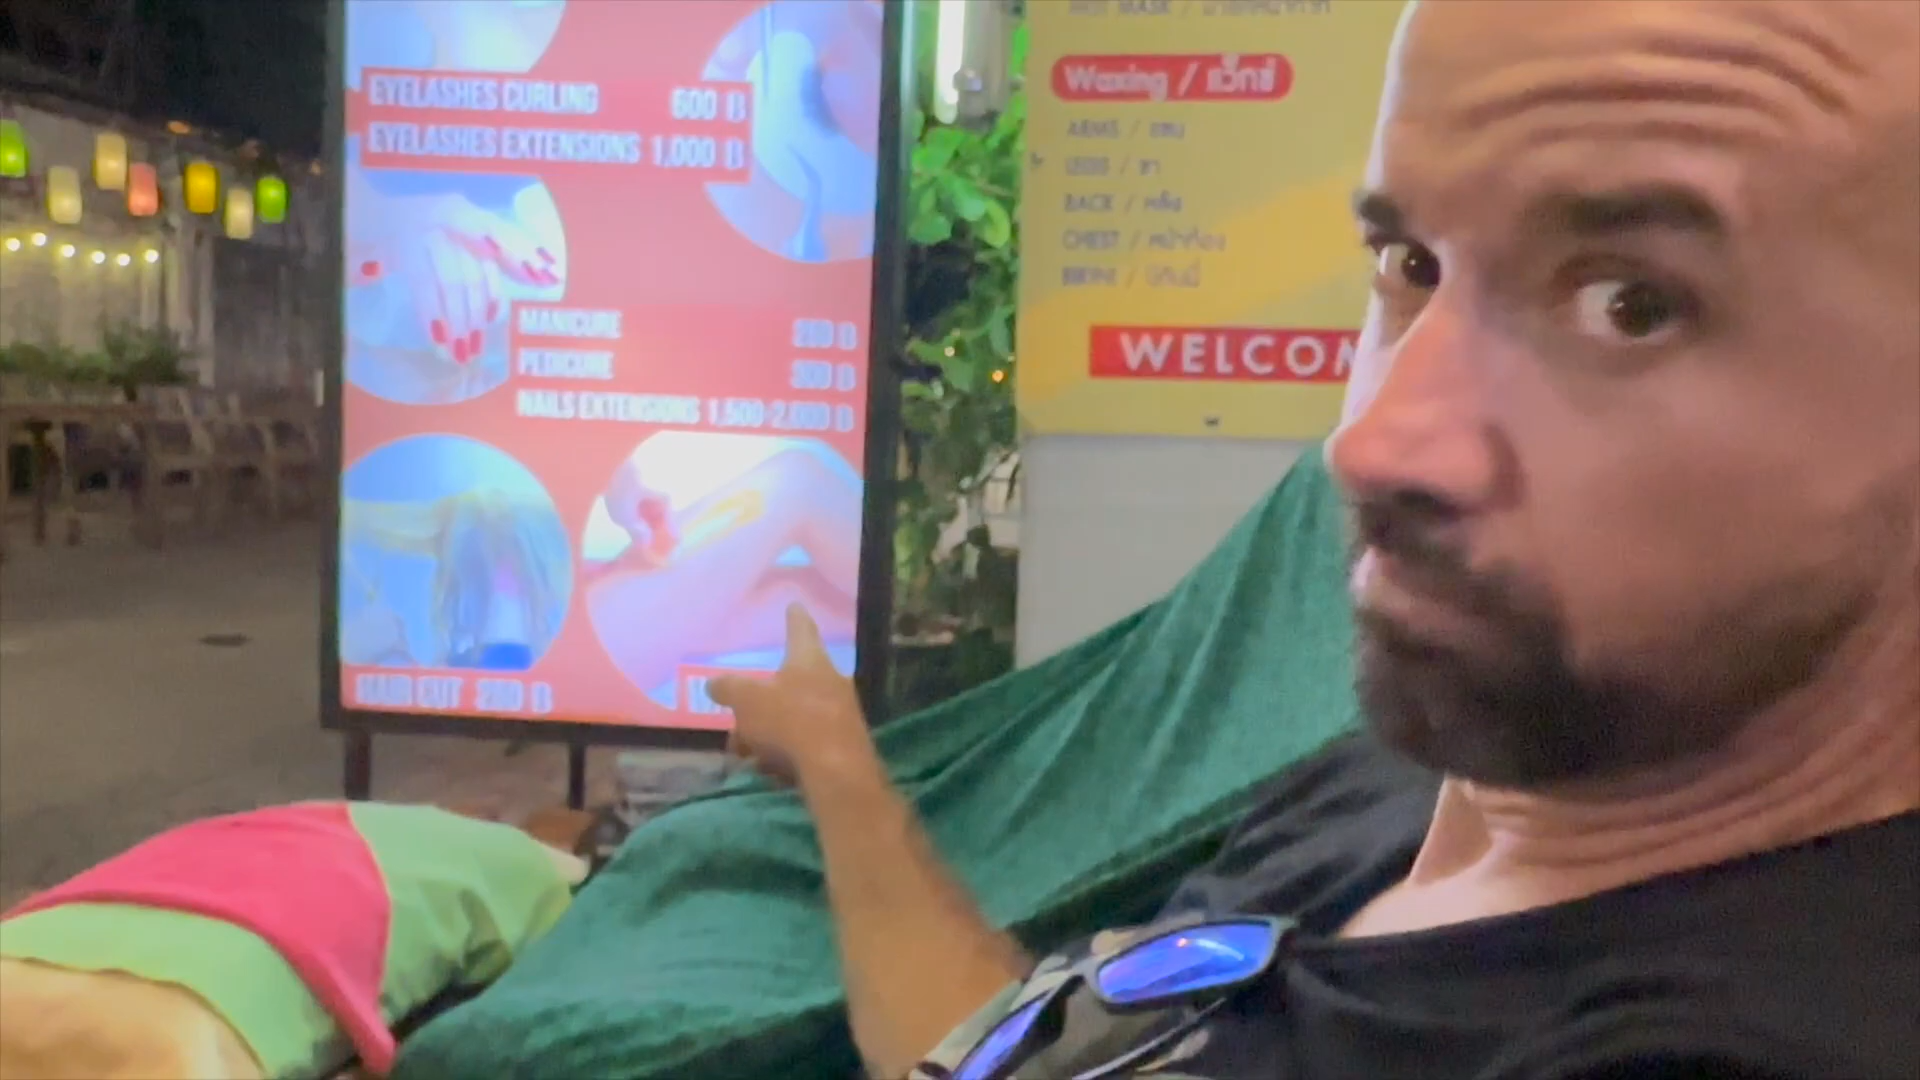 EYELASHES CURLING 600 ฿
EYELASHES EXTENSIONS 1,000 ฿
MANICURE
PEDICURE
NAILS EXTENSIONS 1,500-2,000 ฿
HAIR CUT
Waxing / แว็กซ์
ARMS / แขน
LEGS / ขา
BACK / หลัง
CHEST / หน้าท้อง
BIKINI / บิกินี่
WELCOM